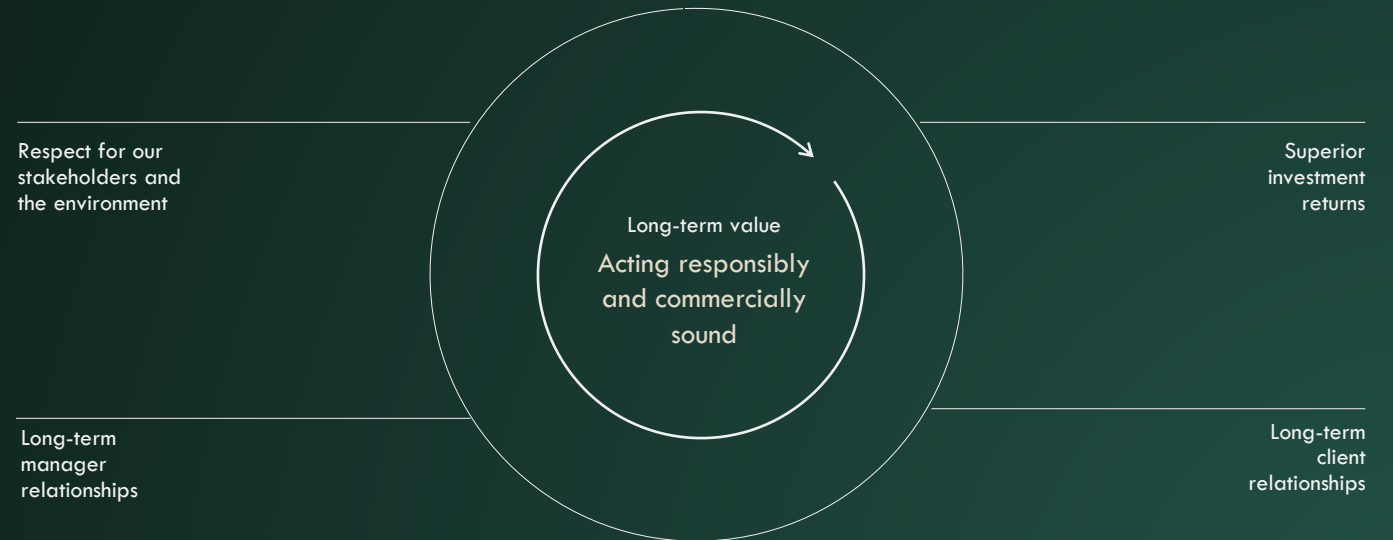 Respect for our
stakeholders and
the environment
Superior
investment
returns
Long-term value
Acting responsibly
and commercially
sound
Long-term
manager
relationships
Long-term
client
relationships